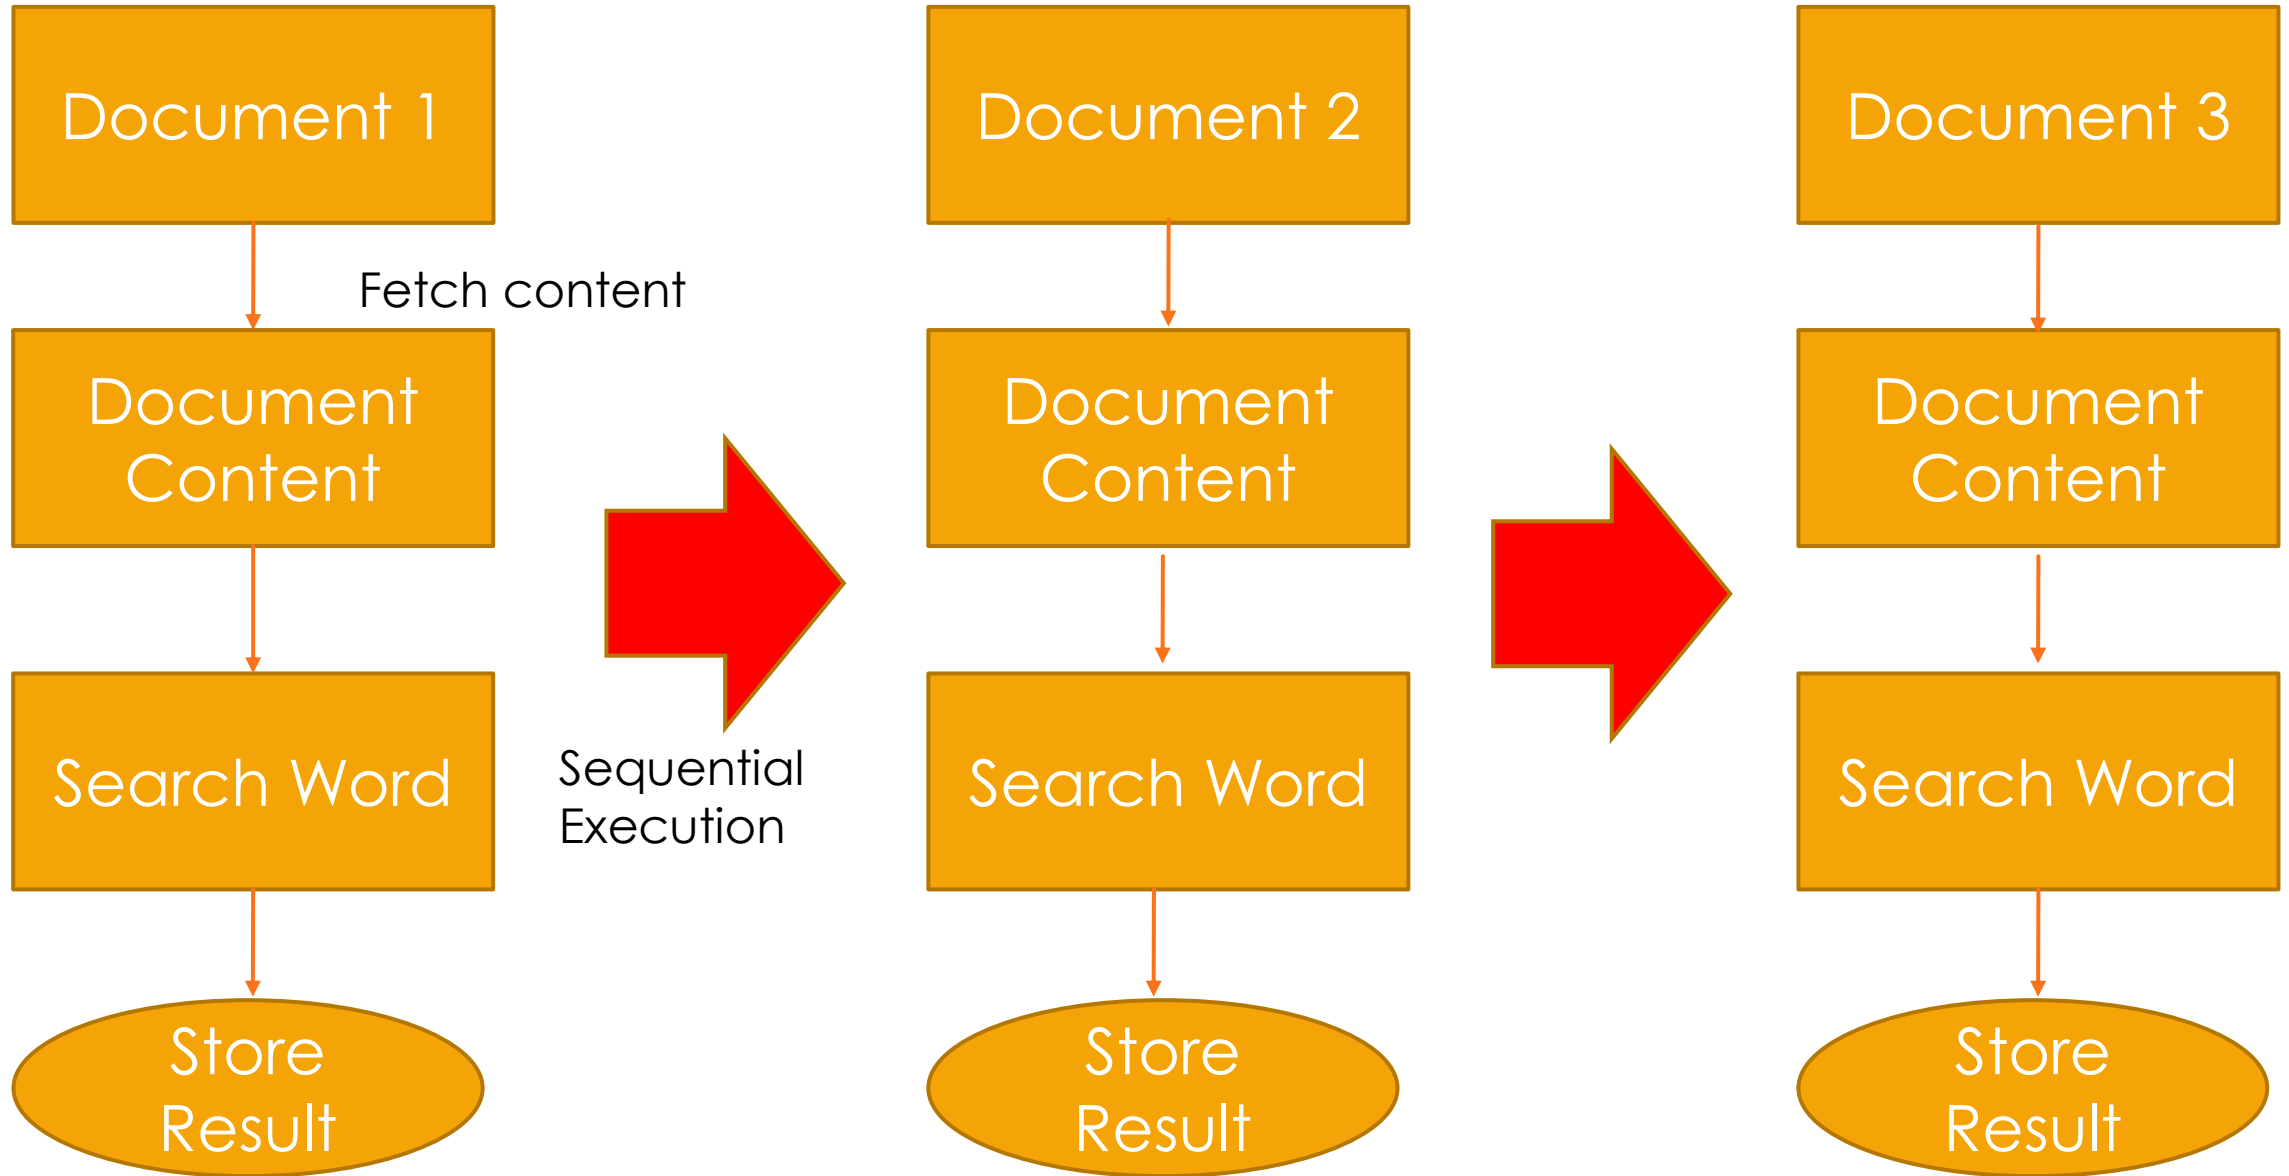 Document 1
Document 2
Document 3
Fetch content
Document
Content
Document
Content
Document
Content
Sequential
Execution
Search Word
Search Word
Search Word
Store
Result
Store
Result
Store
Result